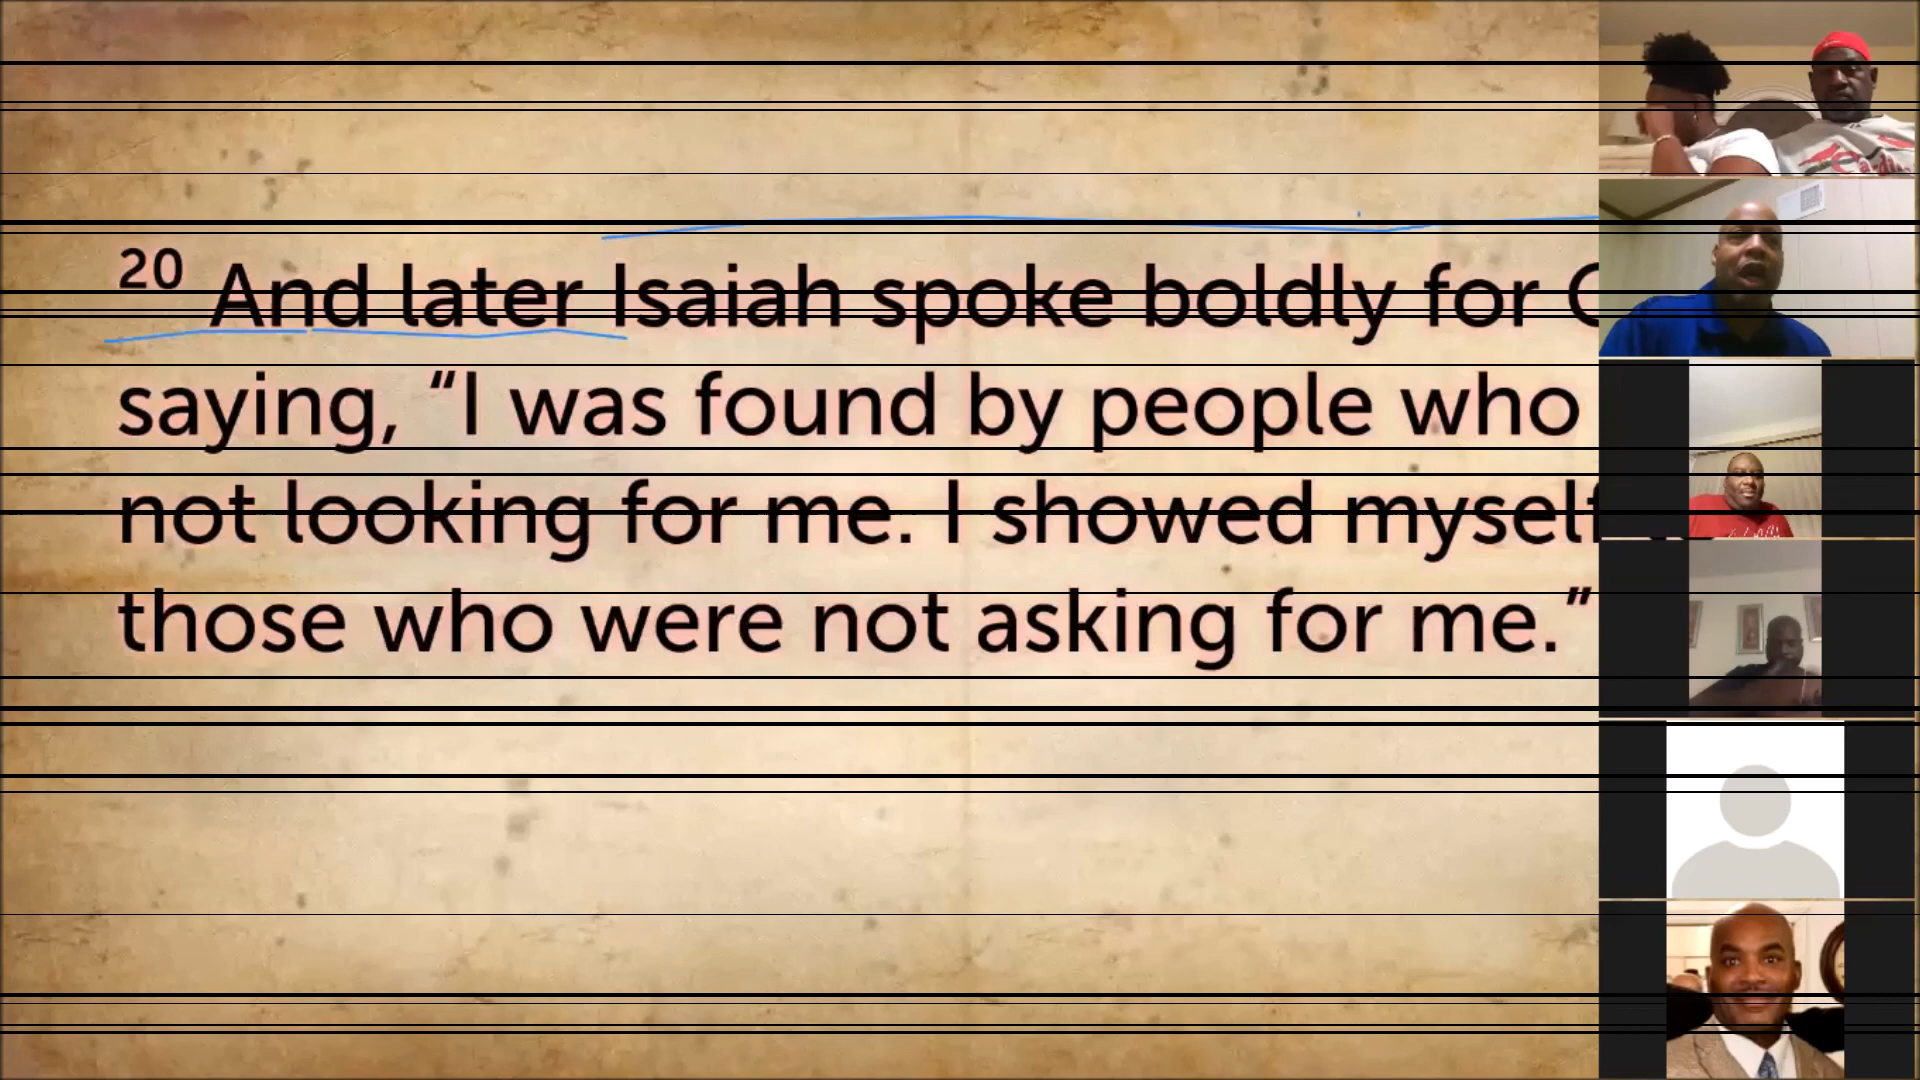 20 And later Isaiah spoke boldly for
saying, “I was found by people who
not looking for me. I showed myself
those who were not asking for me.”